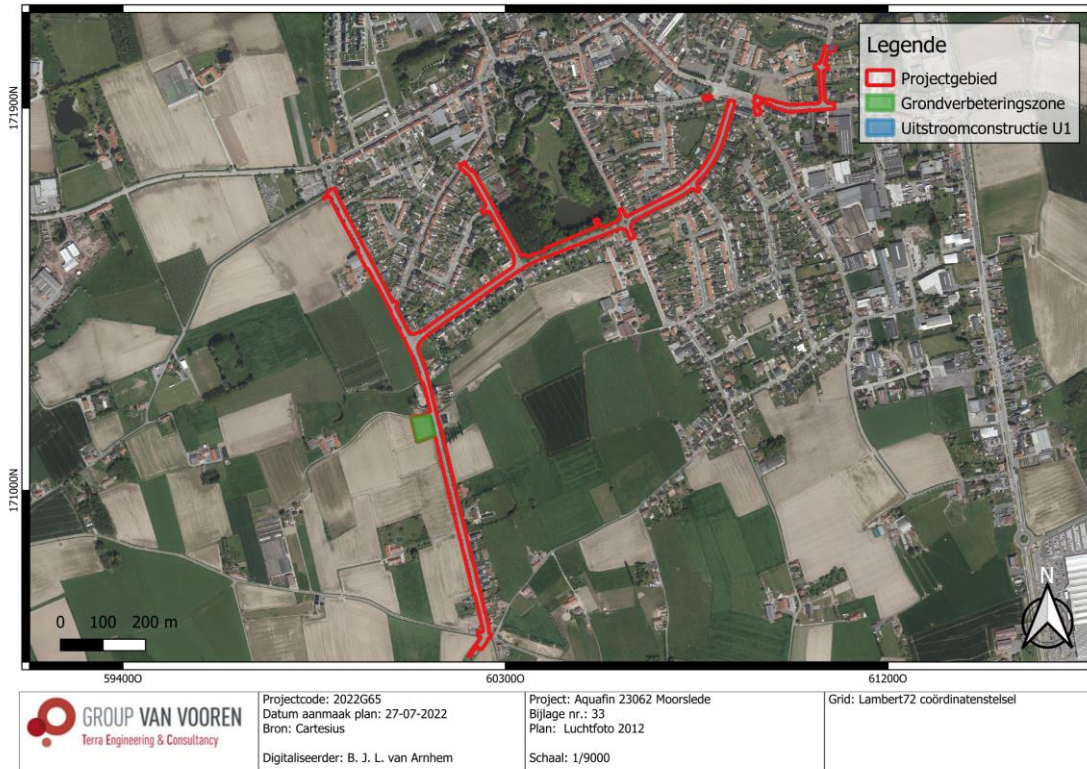 Legende
Projectgebied
Grondverbeteringszone
Uitstroomconstructie U1
171900N
171000N
0 100 200 m
N
594000
603000
612000
GROUP VAN VOOREN
Terra Engineering & Consultancy
Projectcode: 2022G65
Datum aanmaak plan: 27-07-2022
Bron: Cartesius
Digitaliseerder: B. J. L. van Arnhem
Project: Aquafin 23062 Moorslede
Bijlage nr.: 33
Plan: Luchtfoto 2012
Schaal: 1/9000
Grid: Lambert72 coördinatenstelsel